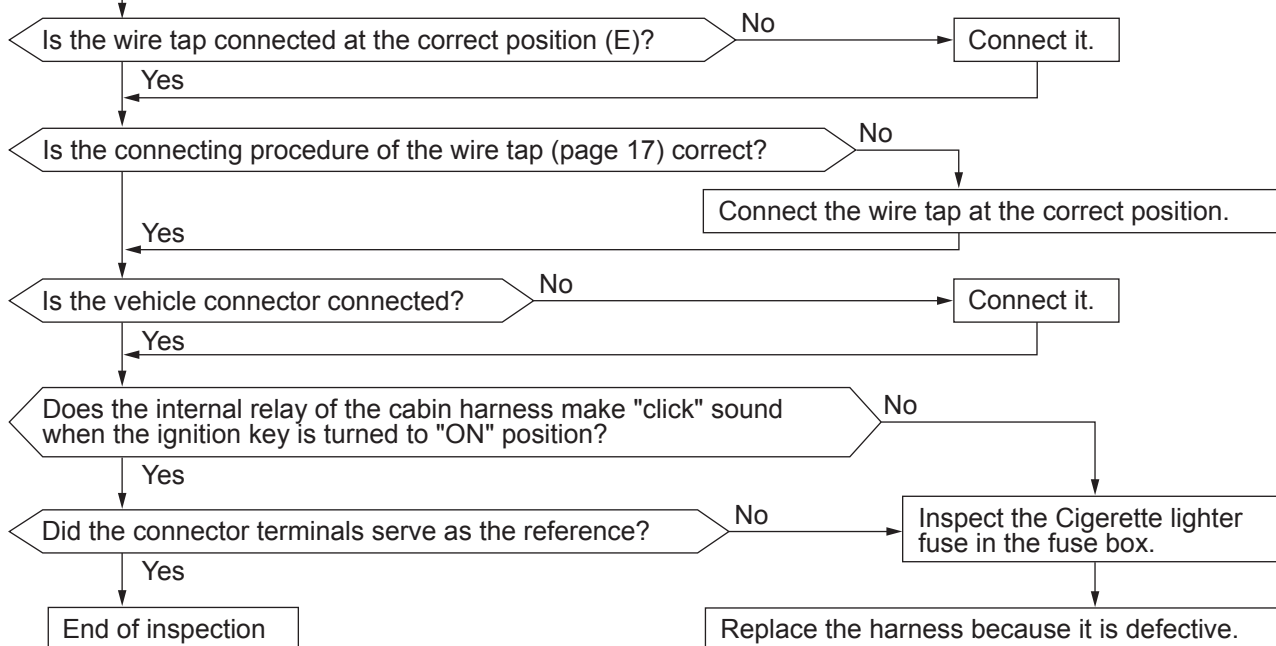 Is the wire tap connected at the correct position (E)?
No
Connect it.
Yes
Is the connecting procedure of the wire tap (page 17) correct?
No
Connect the wire tap at the correct position.
Yes
Is the vehicle connector connected?
No
Connect it.
Yes
Does the internal relay of the cabin harness make "click" sound
when the ignition key is turned to "ON" position?
No
Yes
Did the connector terminals serve as the reference?
No
Inspect the Cigerette lighter
fuse in the fuse box.
Yes
End of inspection
Replace the harness because it is defective.